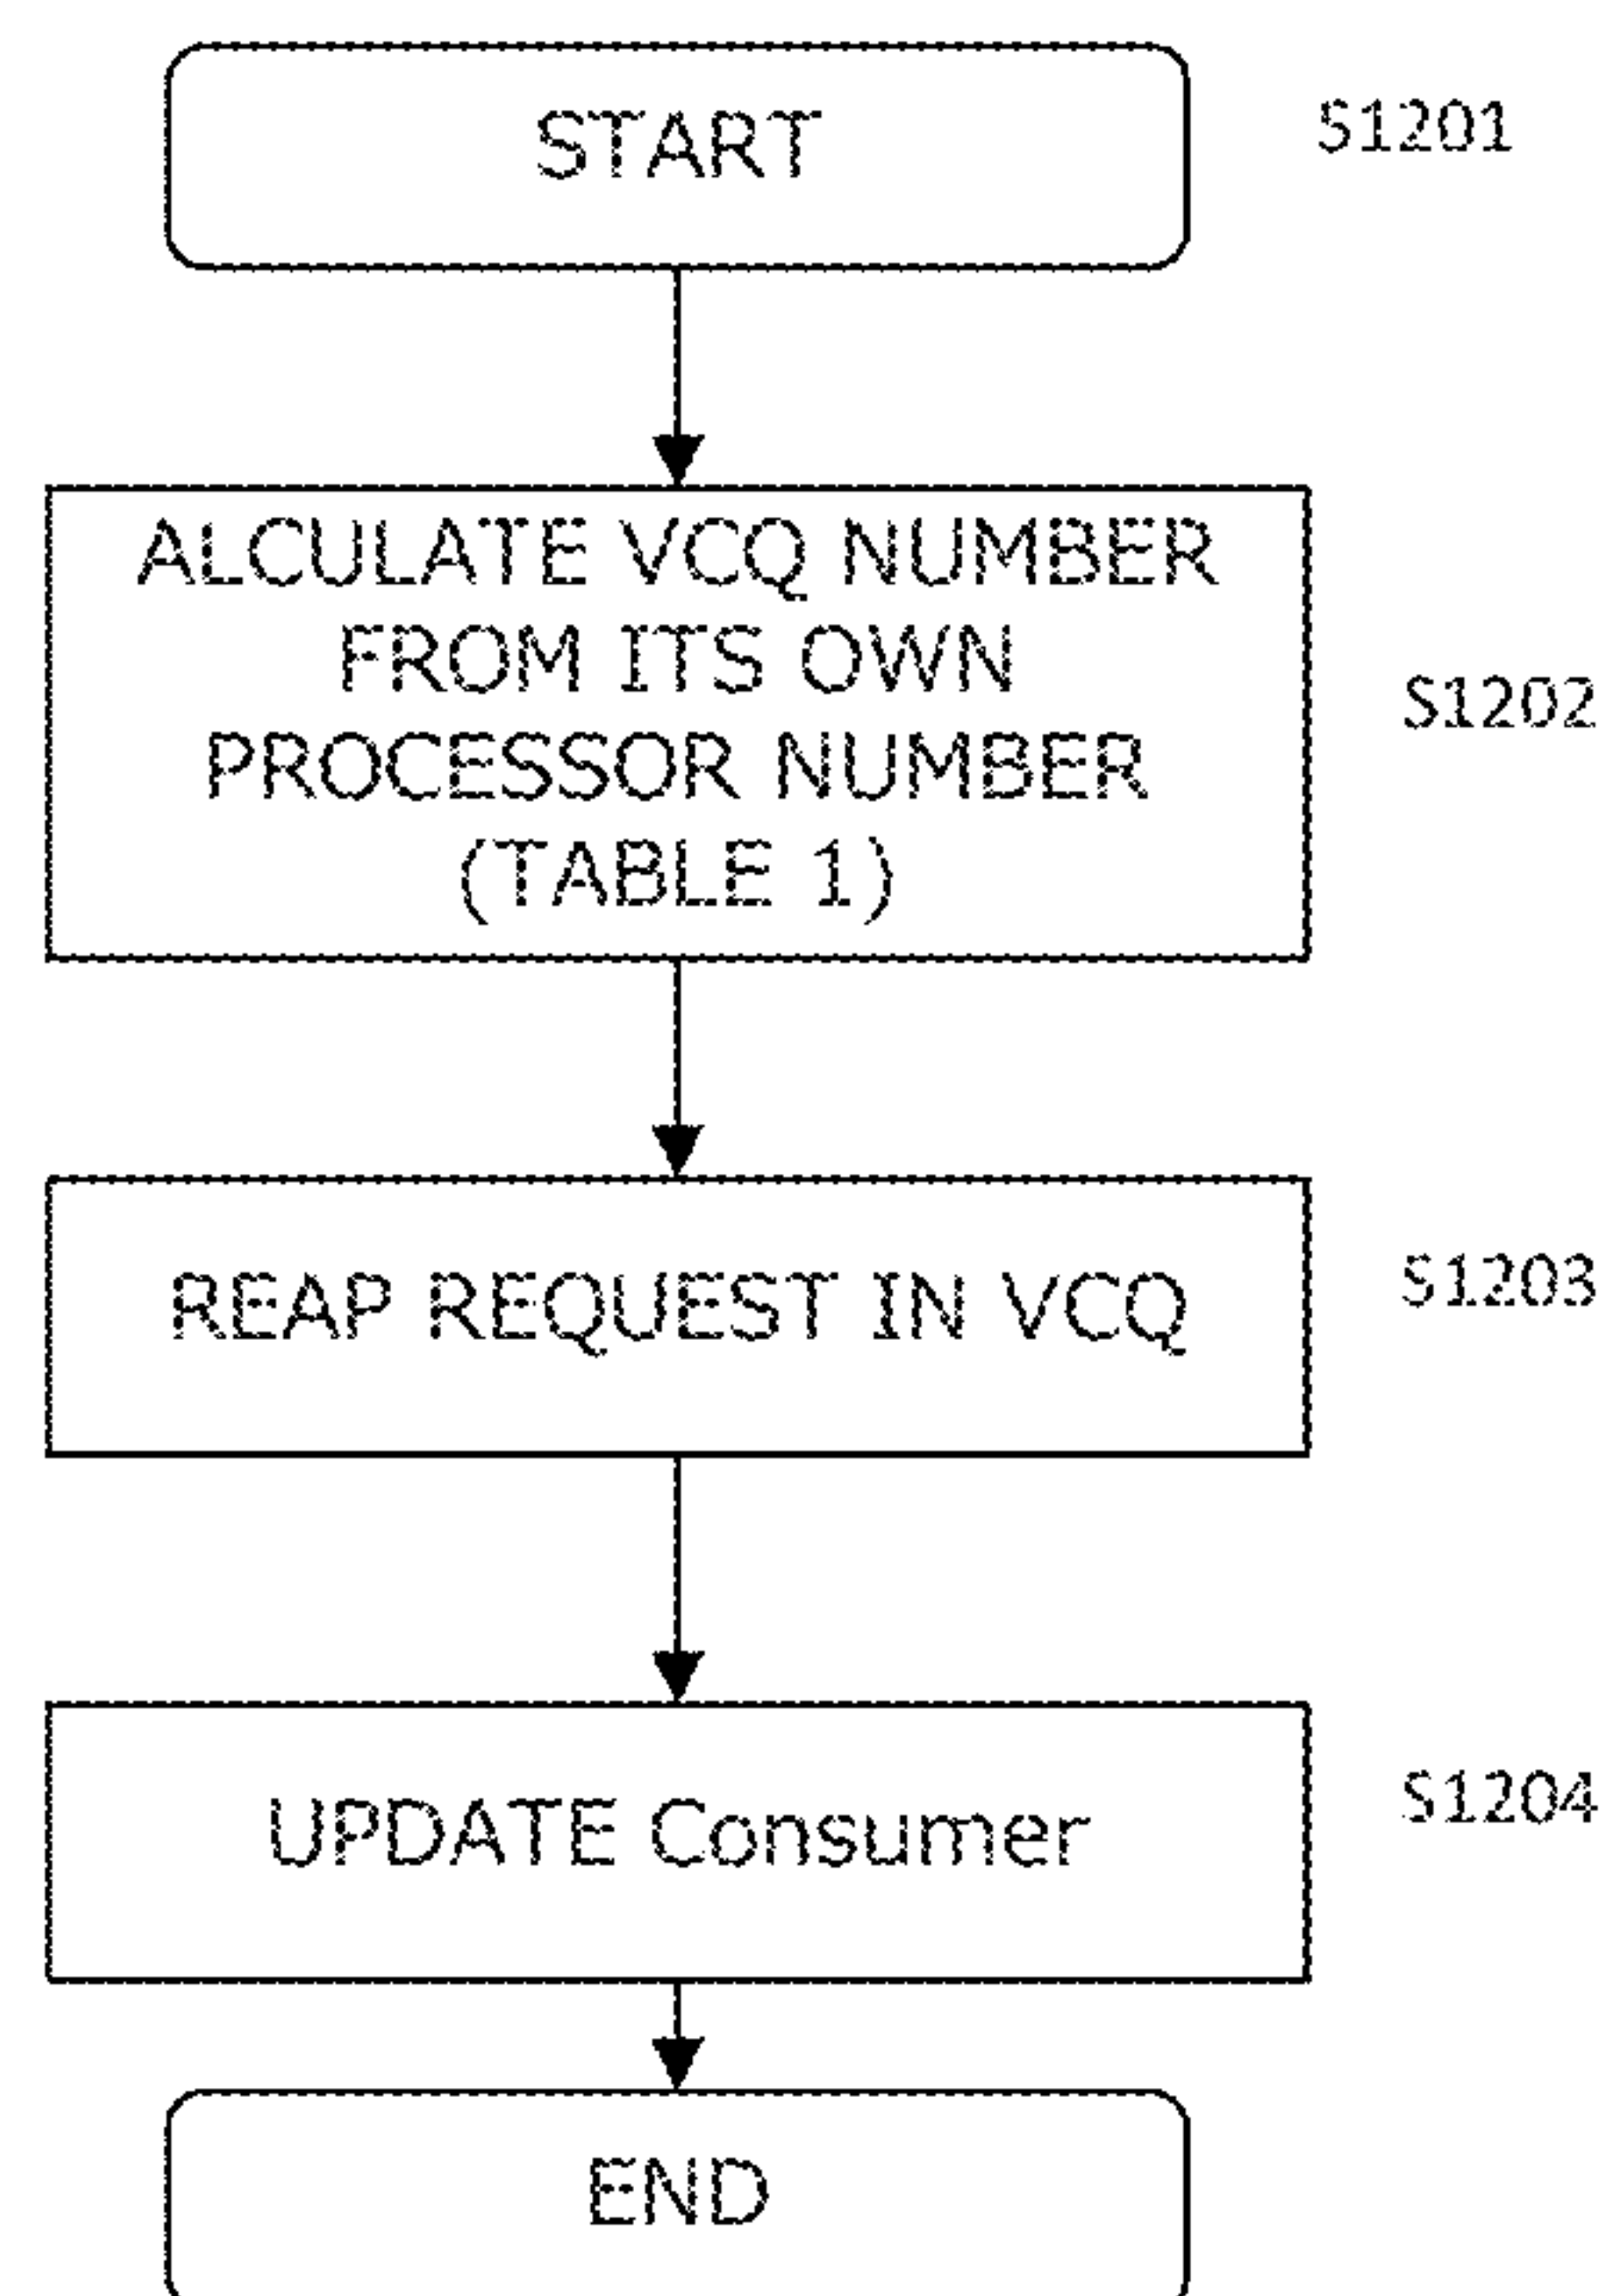 START
S1201
ALCULATE VCQ NUMBER
FROM ITS OWN
PROCESSOR NUMBER
(TABLE 1)
S1202
REAP REQUEST IN VCQ
S1203
UPDATE Consumer
S1204
END